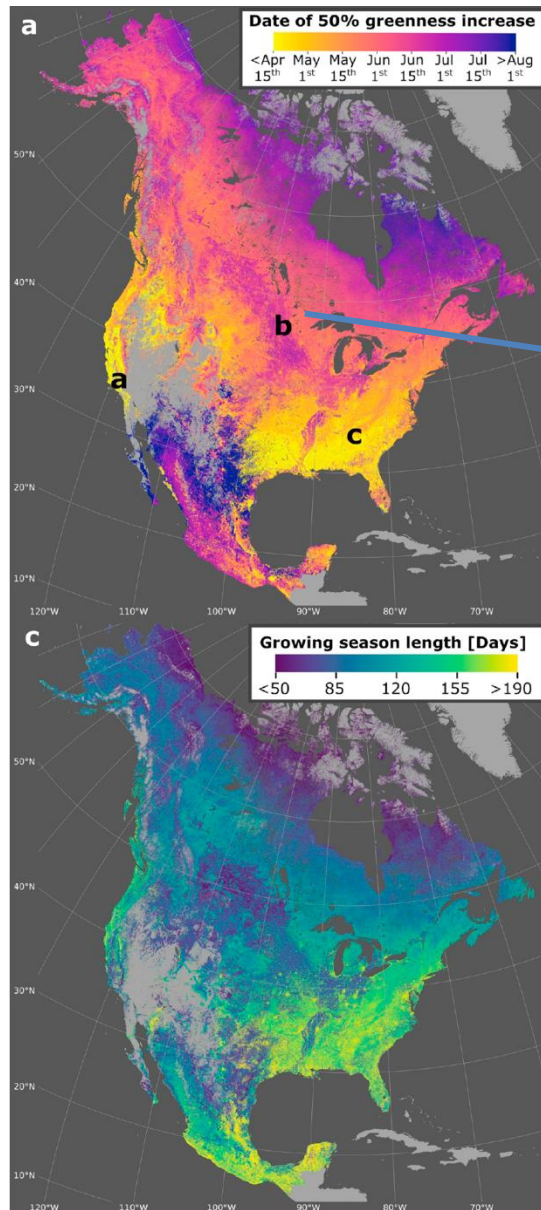 a
Date of 50% greenness increase
<Apr May May Jun Jun Jul Jul >Aug
15th 1st 15th 1st 15th 1st 15th 1st
50°N
40°N
b
a
30°N
c
20°N
10°N
120°W 110°W 100°W 90°W 80°W 70°W
c
Growing season length [Days]
<50 85 120 155 >190
50°N
40°N
30°N
20°N
10°N
120°W 110°W 100°W 90°W 80°W 70°W